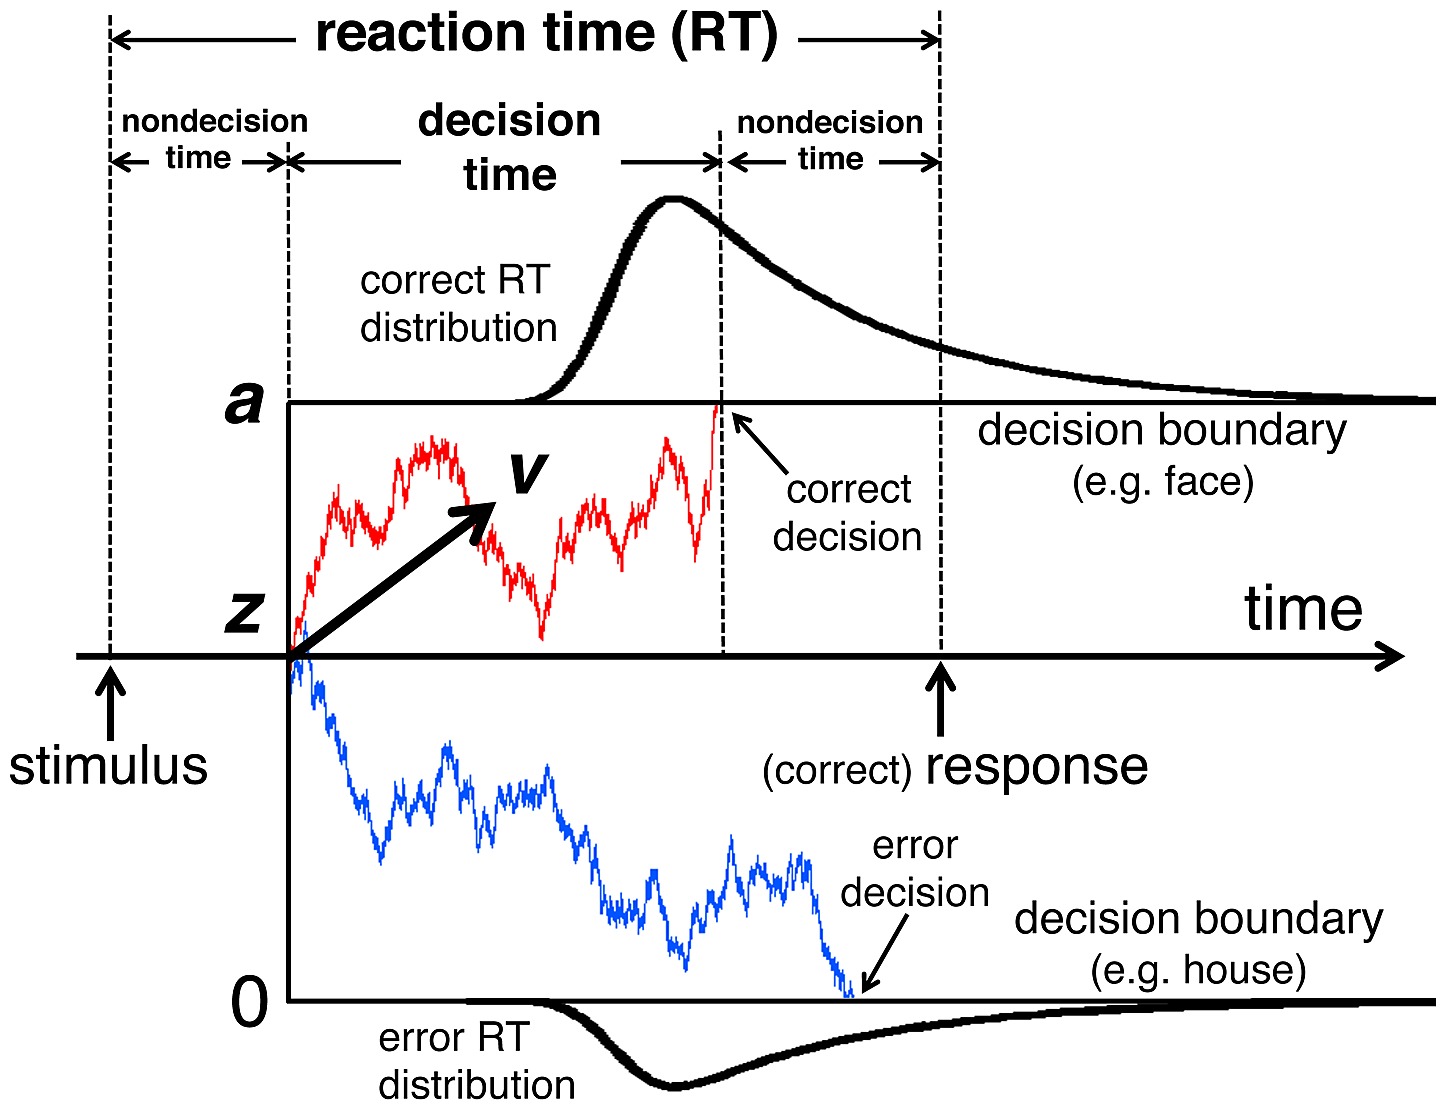 reaction time (RT)
nondecision
time
decision
time
nondecision
time
correct RT
distribution
a
decision boundary
(e.g. face)
v
correct
decision
z
time
stimulus
(correct) response
error
decision
decision boundary
(e.g. house)
0
error RT
distribution